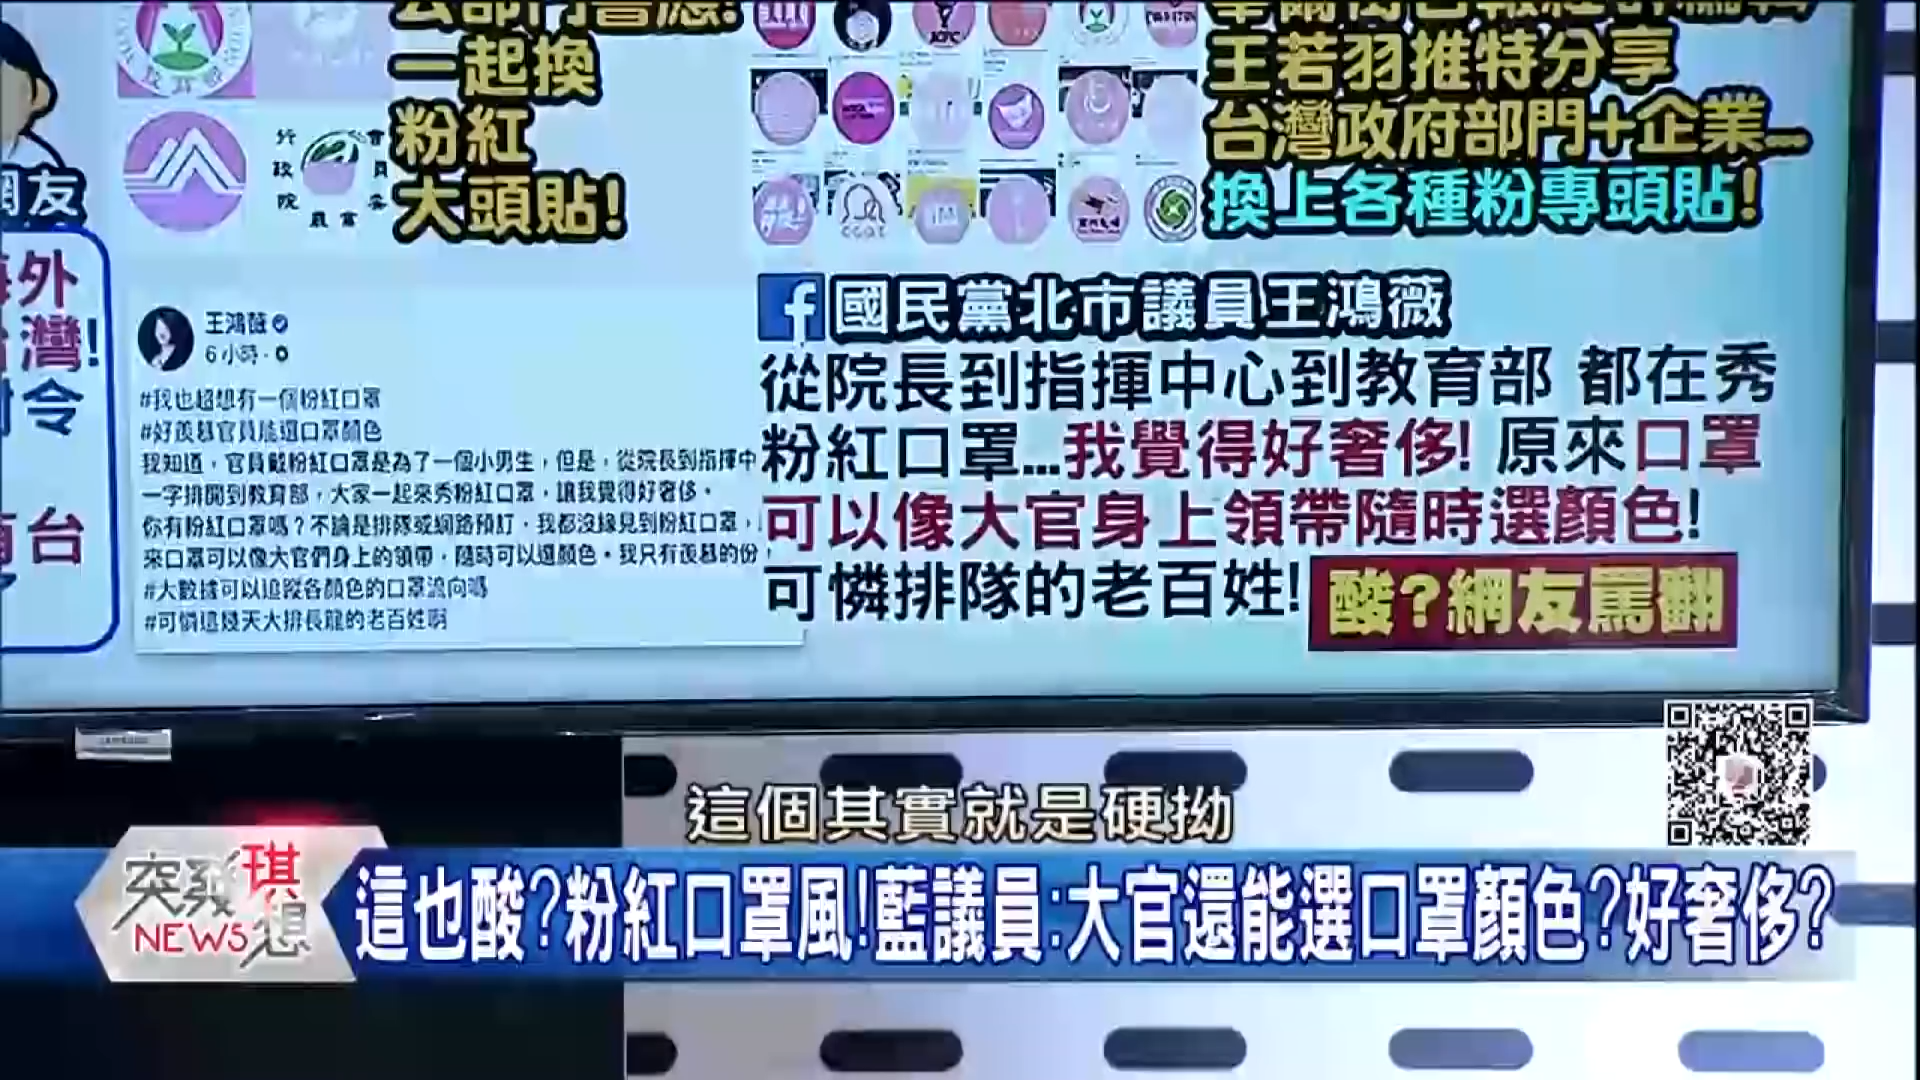 一起換
粉紅
大頭貼!
行政院
網友
外
灣!
令
台
王若羽推特分享
台灣政府部門+企業...
換上各種粉專頭貼!
王鴻薇
6小時
#我也超想有一個粉紅口罩
#好羨慕官員能選口罩顏色
我知道，官員戴粉紅口罩是為了一個小男生，但是，從院長到指揮中
一字排開到教育部，大家一起來秀粉紅口罩，讓我覺得好奢侈。
你有粉紅口罩嗎？不論是排隊或網路預訂，我都沒緣見到粉紅口罩，
來口罩可以像大官們身上的領帶，隨時可以選顏色。我只有羨慕的份，
#大數據可以追蹤各顏色的口罩流向嗎
#可憐這幾天大排長龍的老百姓啊
國民黨北市議員王鴻薇
從院長到指揮中心到教育部 都在秀
粉紅口罩...我覺得好奢侈! 原來口罩
可以像大官身上領帶隨時選顏色!
可憐排隊的老百姓!
酸?網友罵翻
這個其實就是硬拗
突發琪想
NEWS
這也酸?粉紅口罩風!藍議員:大官還能選口罩顏色?好奢侈?